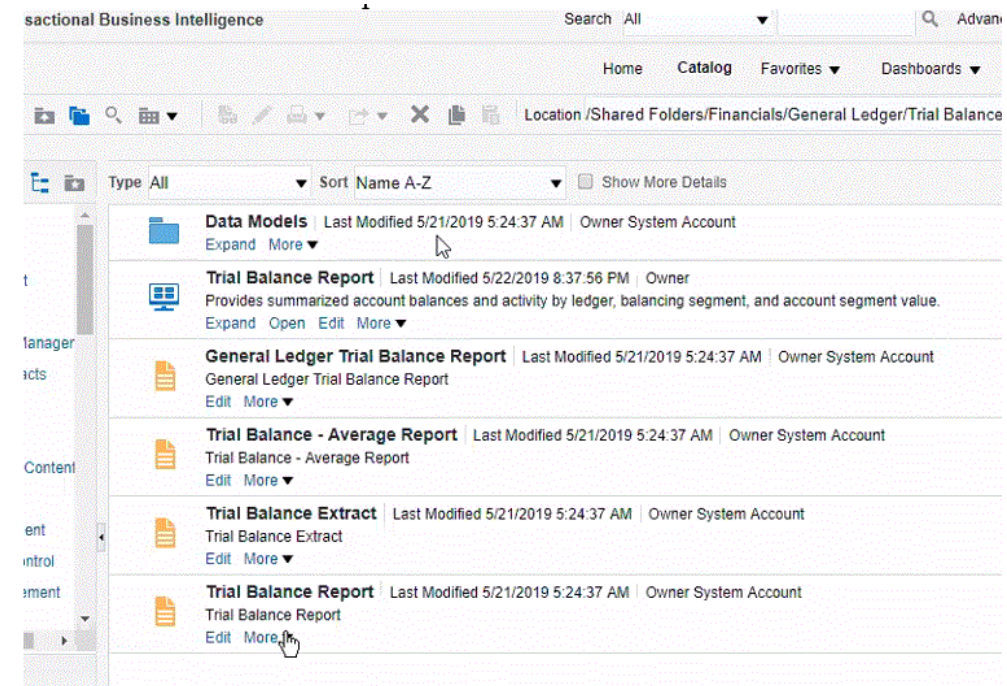 sactional Business Intelligence Search All Advanc
Home Catalog Favorites Dashboards
Location /Shared Folders/Financials/General Ledger/Trial Balance
Type All Sort Name A-Z Show More Details
Data Models Last Modified 5/21/2019 5:24:37 AM Owner System Account
Expand More
t
Trial Balance Report Last Modified 5/22/2019 8:37:56 PM Owner
Provides summarized account balances and activity by ledger, balancing segment, and account segment value.
Expand Open Edit More
Manager
General Ledger Trial Balance Report Last Modified 5/21/2019 5:24:37 AM Owner System Account
acts
General Ledger Trial Balance Report
Edit More
Trial Balance - Average Report Last Modified 5/21/2019 5:24:37 AM Owner System Account
Trial Balance - Average Report
Content
Edit More
Trial Balance Extract Last Modified 5/21/2019 5:24:37 AM Owner System Account
ent
Trial Balance Extract
Edit More
ntrol
Trial Balance Report Last Modified 5/21/2019 5:24:37 AM Owner System Account
ement
Trial Balance Report
Edit More